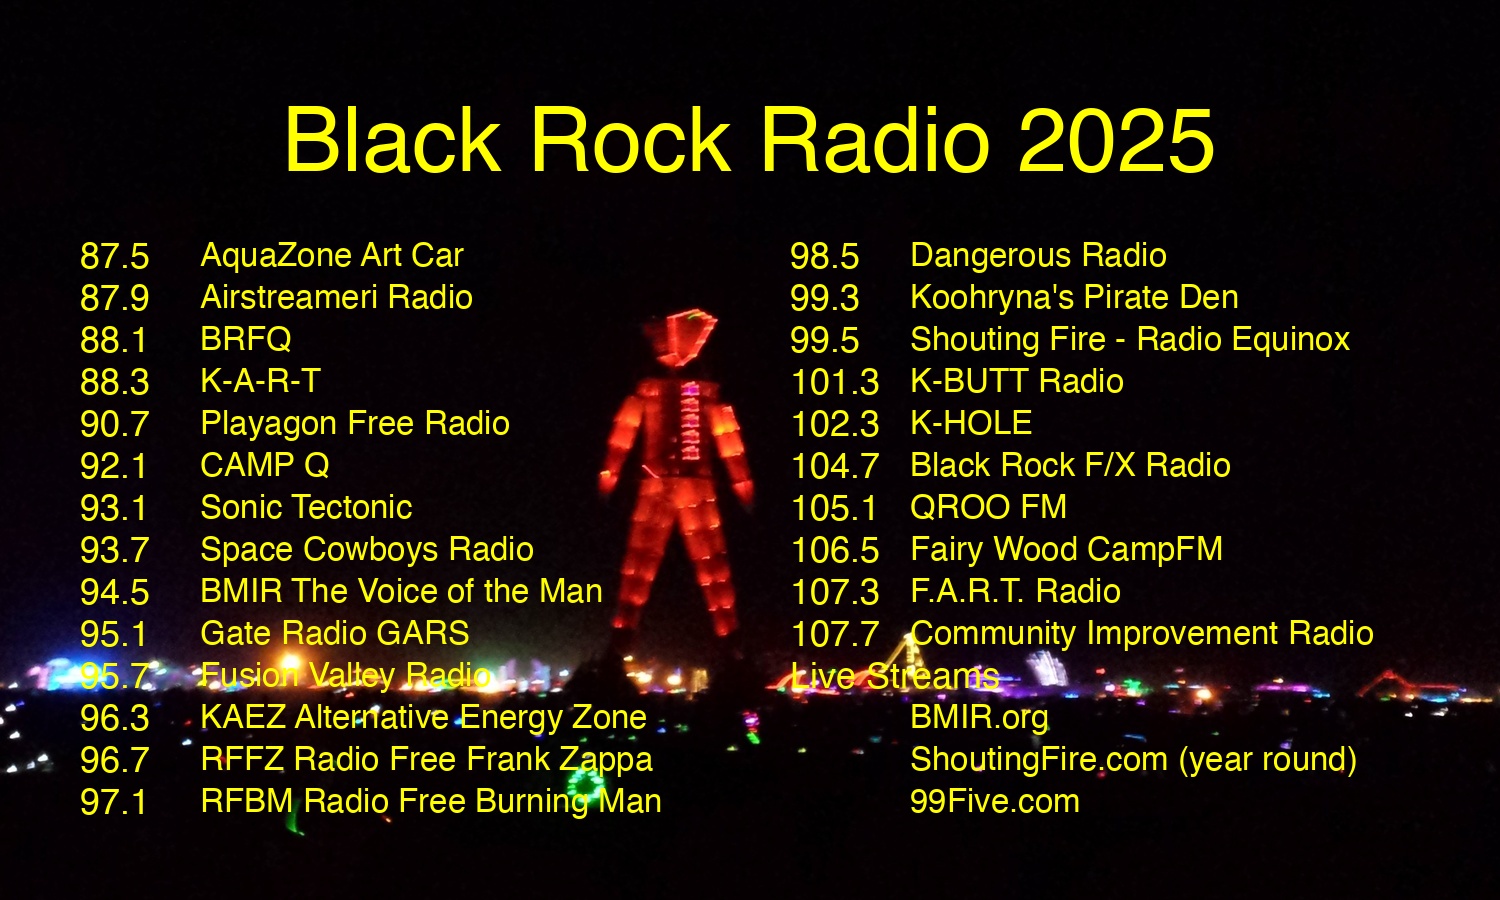 Black Rock Radio 2025
87.5 AquaZone Art Car
87.9 Airstreameri Radio
88.1 BRFQ
88.3 K-A-R-T
90.7 Playagon Free Radio
92.1 CAMP Q
93.1 Sonic Tectonic
93.7 Space Cowboys Radio
94.5 BMIR The Voice of the Man
95.1 Gate Radio GARS
95.7 Fusion Valley Radio
96.3 KAEZ Alternative Energy Zone
96.7 RFFZ Radio Free Frank Zappa
97.1 RFBM Radio Free Burning Man
98.5 Dangerous Radio
99.3 Koohryna's Pirate Den
99.5 Shouting Fire - Radio Equinox
101.3 K-BUTT Radio
102.3 K-HOLE
104.7 Black Rock F/X Radio
105.1 QROO FM
106.5 Fairy Wood CampFM
107.3 F.A.R.T. Radio
107.7 Community Improvement Radio
Live Streams
BMIR.org
ShoutingFire.com (year round)
99Five.com